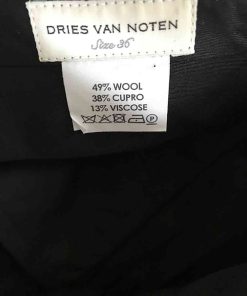 DRIES VAN NOTEN
Size 36
49% WOOL
38% CUPRO
13% VISCOSE